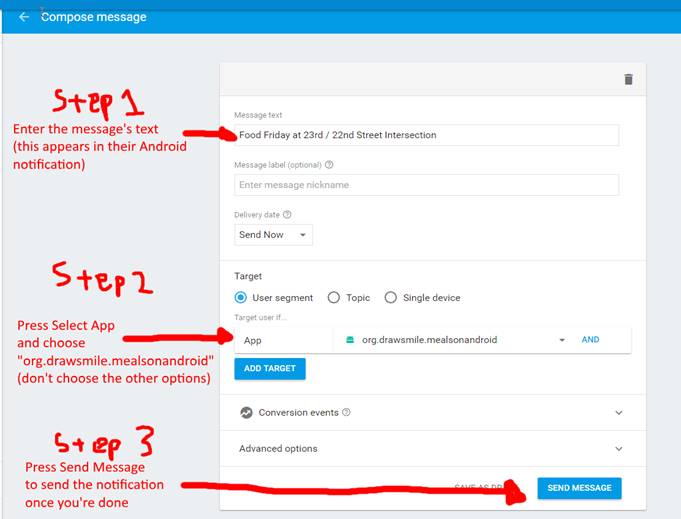 Compose message
Step 1
Enter the message's text
(this appears in their Android
notification)
Message text
Food Friday at 23rd / 22nd Street Intersection
Message label (optional)
Enter message nickname
Delivery date
Send Now
Step 2
Press Select App
and choose
"org.drawsmile.mealsonandroid"
(don't choose the other options)
Target
User segment Topic Single device
Target user if...
App org.drawsmile.mealsonandroid AND
ADD TARGET
Conversion events
Advanced options
Step 3
Press Send Message
to send the notification
once you're done
SAVE AS
SEND MESSAGE